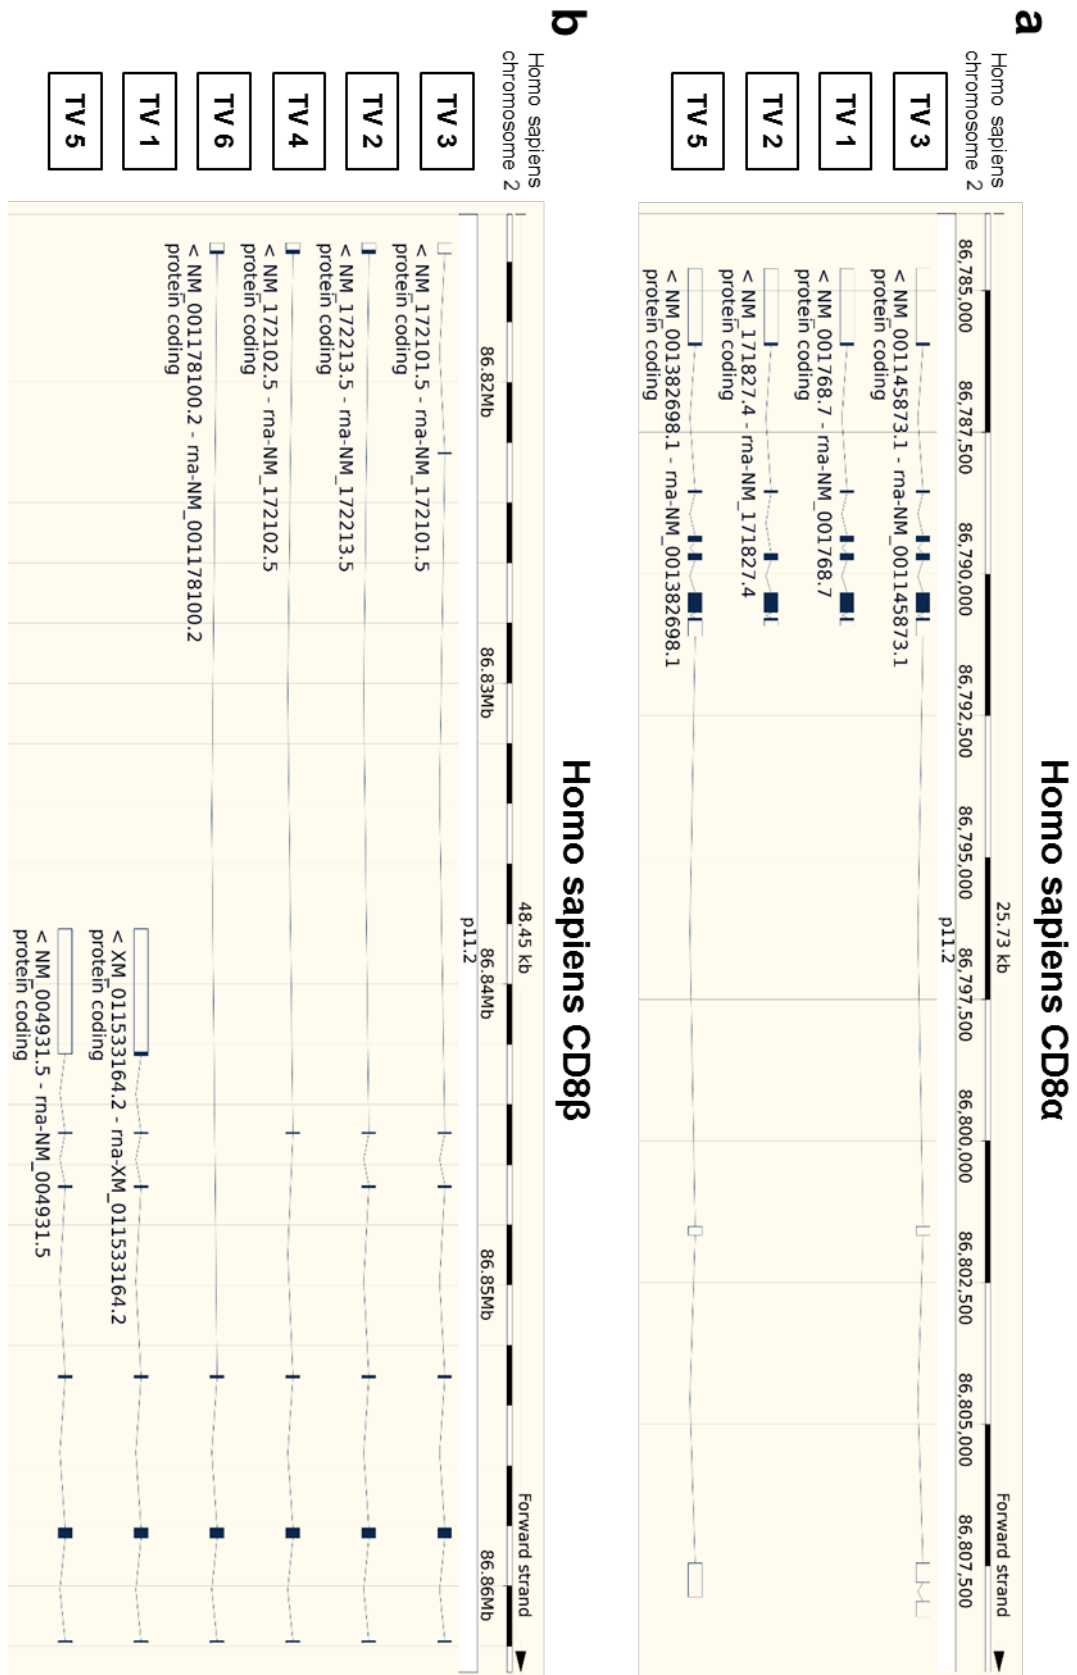 a
Homo sapiens CD8α
Homo sapiens
chromosome 2
25.73 kb
Forward strand
p11.2
86,785,000
86,787,500
86,790,000
86,792,500
86,795,000
86,797,500
86,800,000
86,802,500
86,805,000
86,807,500
TV 3
< NM_001145873.1 - rna-NM_001145873.1
protein coding
TV 1
< NM_001768.7 - rna-NM_001768.7
protein coding
TV 2
< NM_171827.4 - rna-NM_171827.4
protein coding
TV 5
< NM_001382698.1 - rna-NM_001382698.1
protein coding
b
Homo sapiens CD8β
Homo sapiens
chromosome 2
48.45 kb
Forward strand
86.82Mb
86.83Mb
86.84Mb
86.85Mb
86.86Mb
p11.2
TV 3
< NM_172101.5 - rna-NM_172101.5
protein coding
TV 2
< NM_172213.5 - rna-NM_172213.5
protein coding
TV 4
< NM_172102.5 - rna-NM_172102.5
protein coding
TV 6
< NM_001178100.2 - rna-NM_001178100.2
protein coding
TV 1
< XM_011533164.2 - rna-XM_011533164.2
protein coding
TV 5
< NM_004931.5 - rna-NM_004931.5
protein coding